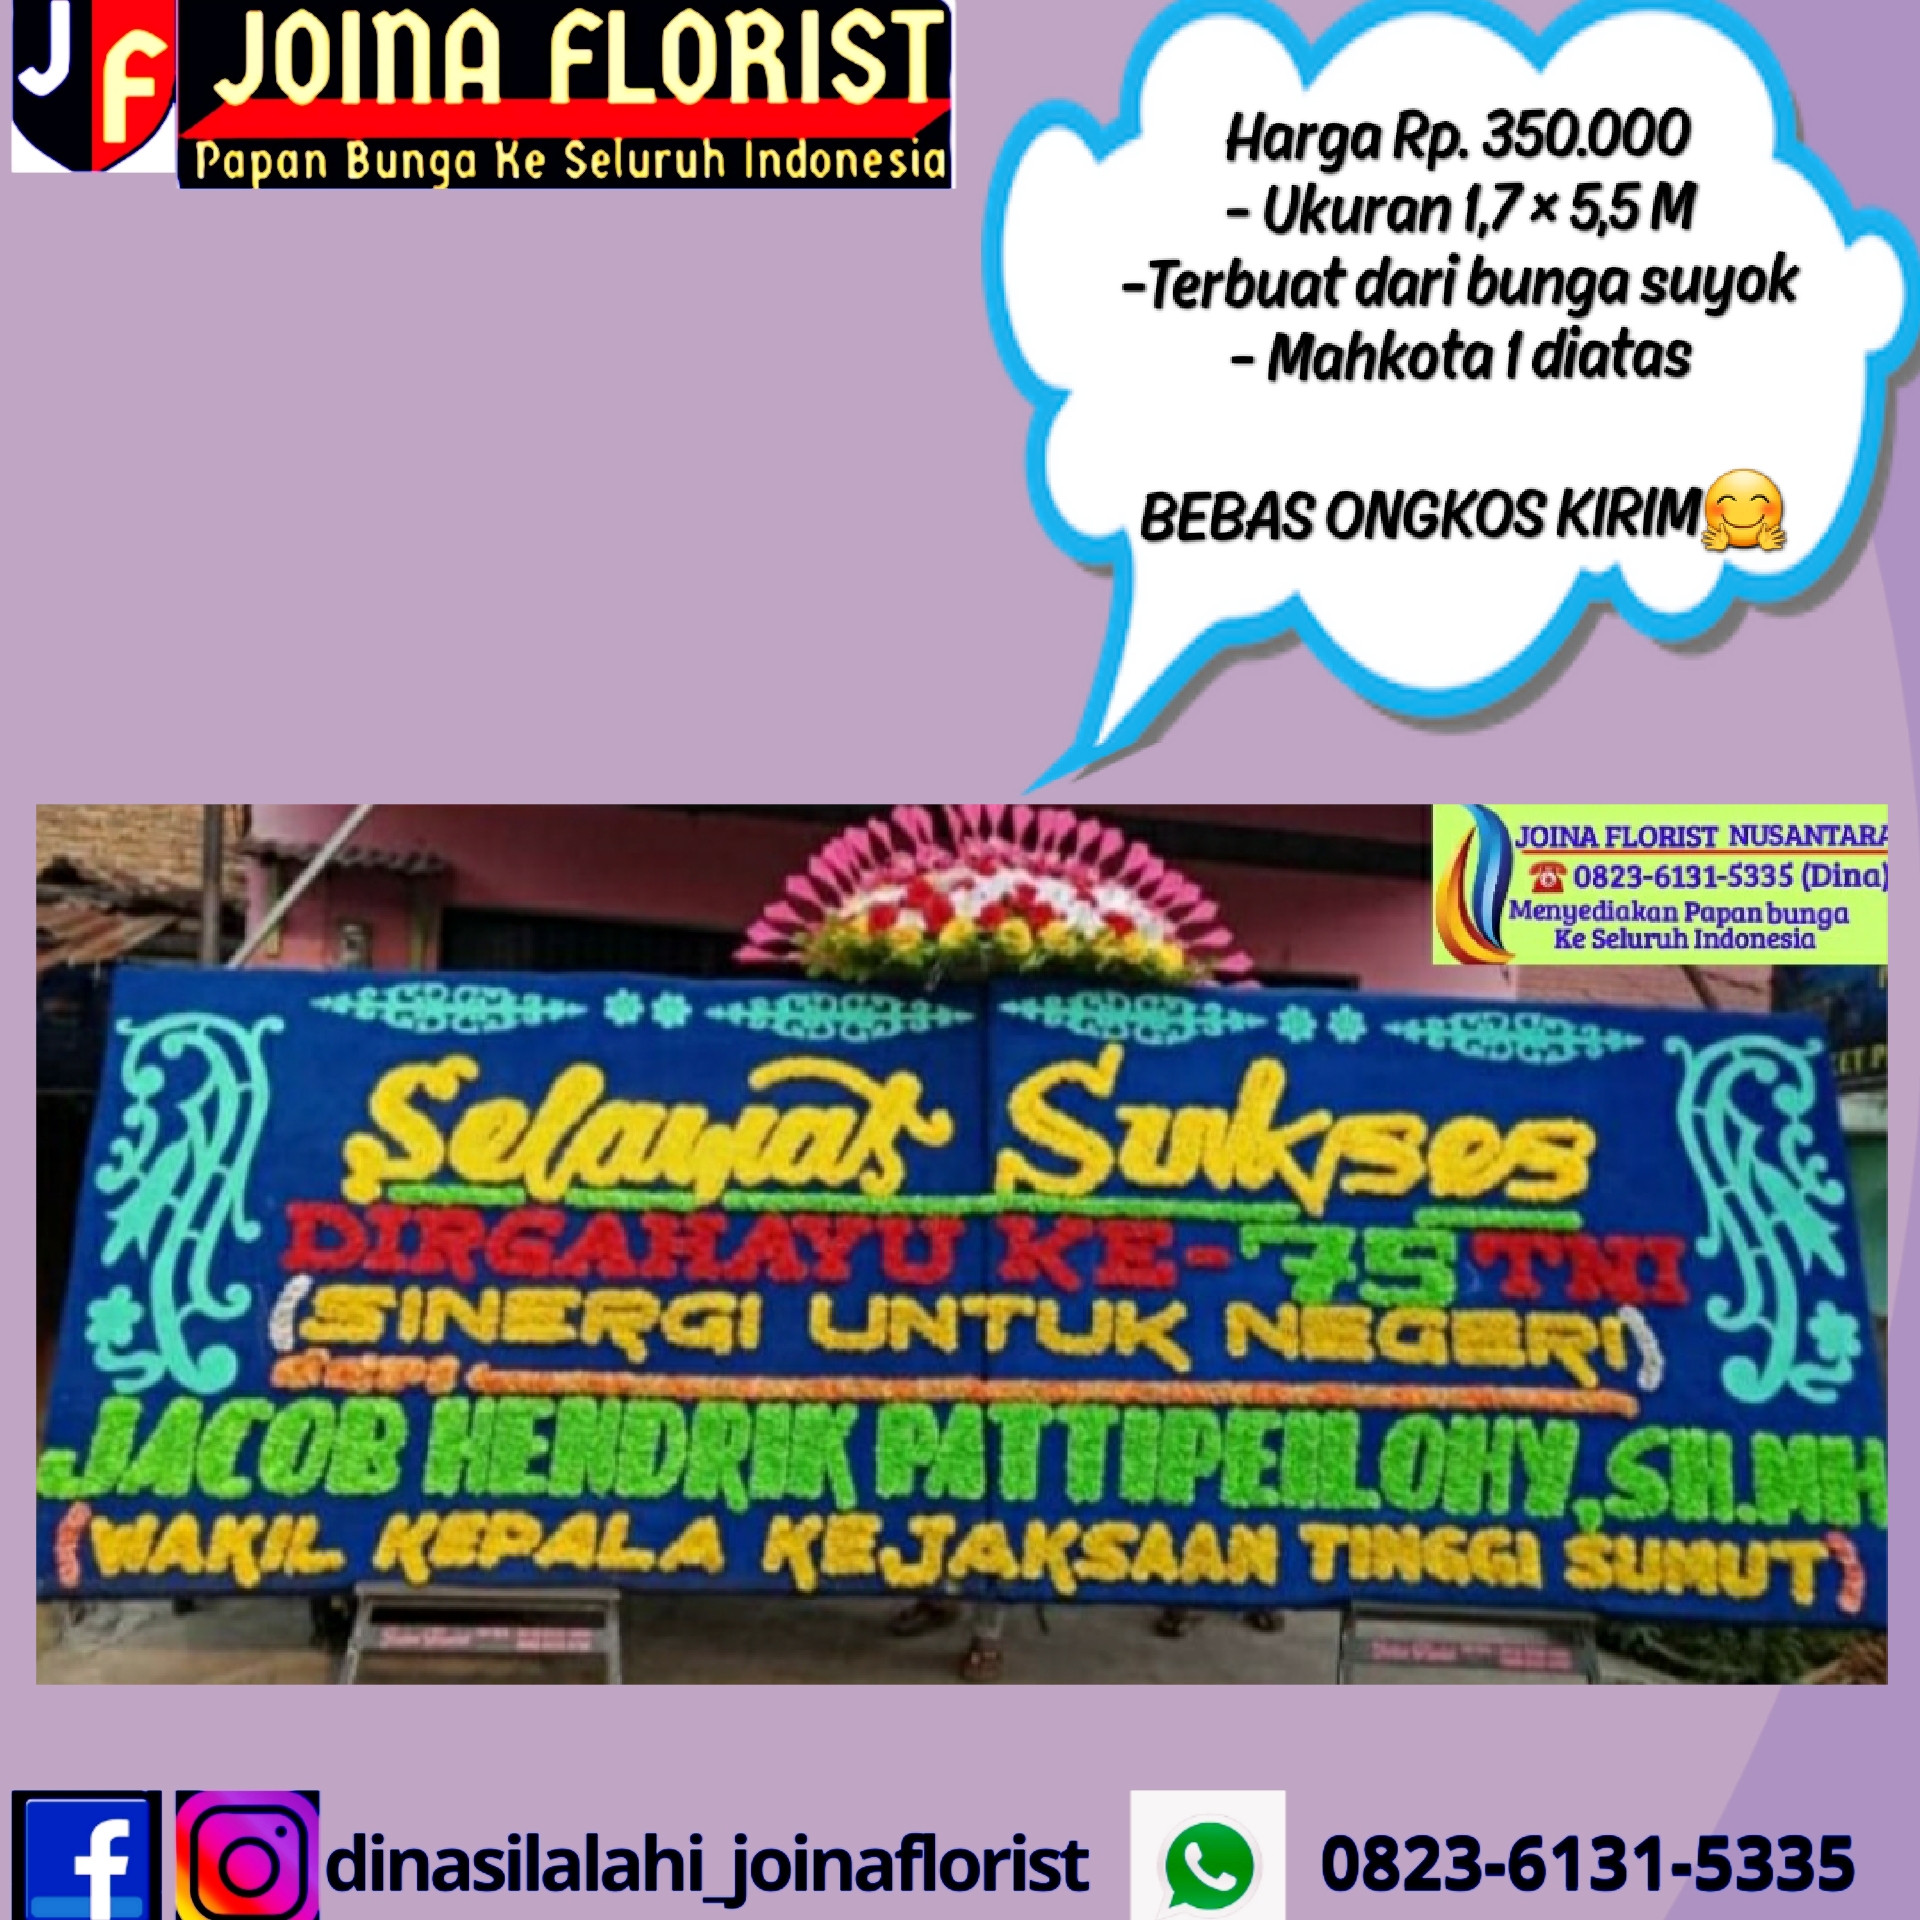 JF JOINA FLORIST
Papan Bunga Ke Seluruh Indonesia
Harga Rp. 350.000
- Ukuran 1,7 × 5,5 M
-Terbuat dari bunga suyok
- Mahkota 1 diatas
BEBAS ONGKOS KIRIM🤗
JOINA FLORIST NUSANTARA
☎ 0823-6131-5335 (Dina)
Menyediakan Papan bunga
Ke Seluruh Indonesia
Selamat Sukses
DIRGAHAYU KE-75 TNI
(SINERGI UNTUK NEGERI)
JACOB HENDRIK PATTIPEILOHY, SH.MH
(WAKIL KEPALA KEJAKSAAN TINGGI SUMUT)
dinasilalahi_joinaflorist
0823-6131-5335